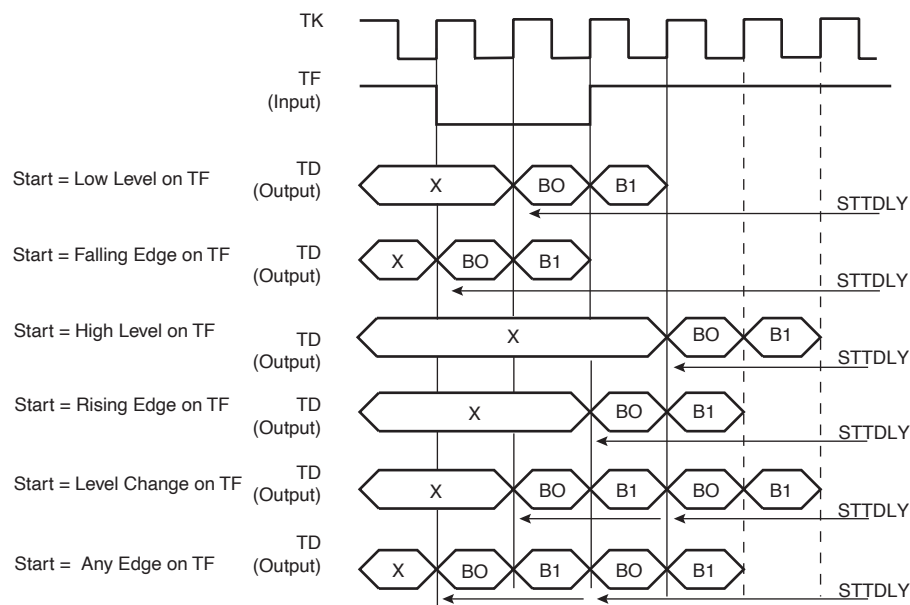 TK
TF
(Input)
Start = Low Level on TF
TD
(Output)
X
BO
B1
STTDLY
Start = Falling Edge on TF
TD
(Output)
X
BO
B1
STTDLY
Start = High Level on TF
TD
(Output)
X
BO
B1
STTDLY
Start = Rising Edge on TF
TD
(Output)
X
BO
B1
STTDLY
Start = Level Change on TF
TD
(Output)
X
BO
B1
BO
B1
STTDLY
Start = Any Edge on TF
TD
(Output)
X
BO
B1
BO
B1
STTDLY